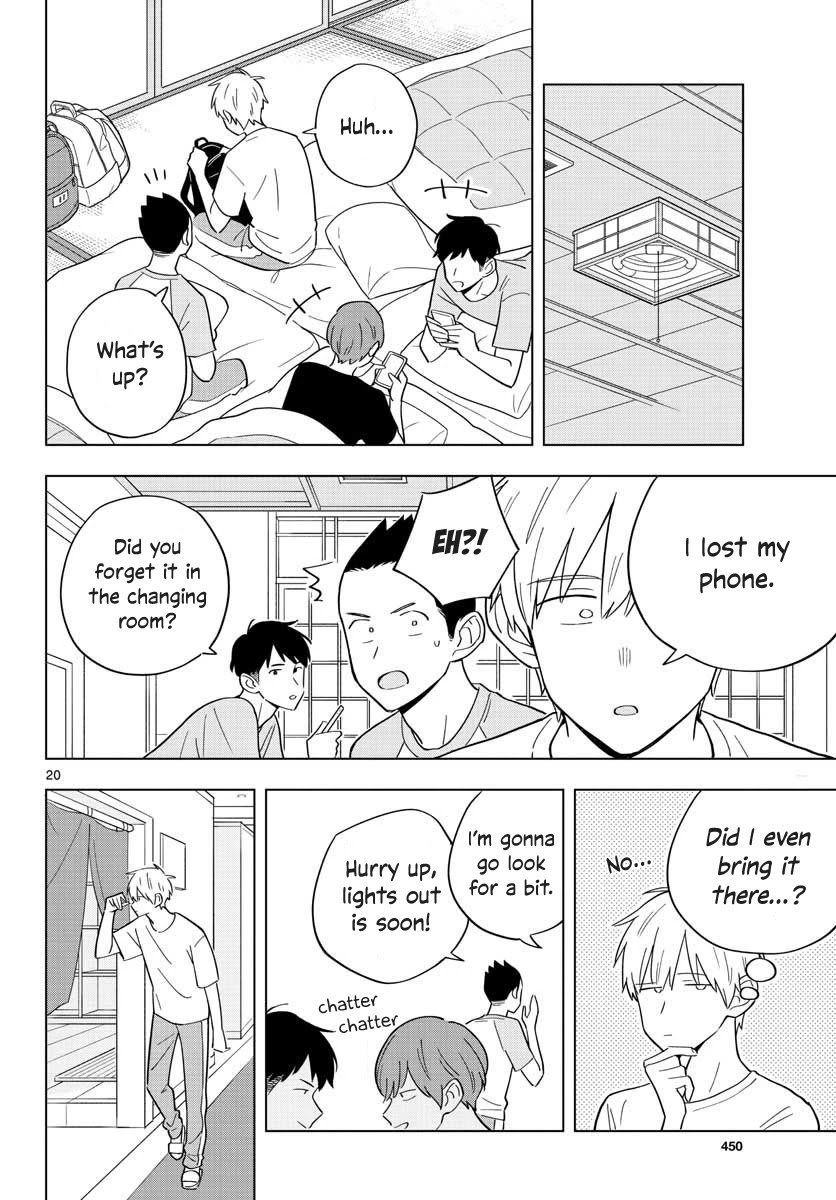 Huh...
What's
up?
I lost my
phone.
EH?!
Did you
forget it in
the changing
room?
20
Did I even
bring it
there...?
No...
I'm gonna
go look
for a bit.
Hurry up,
lights out
is soon!
chatter
chatter
450